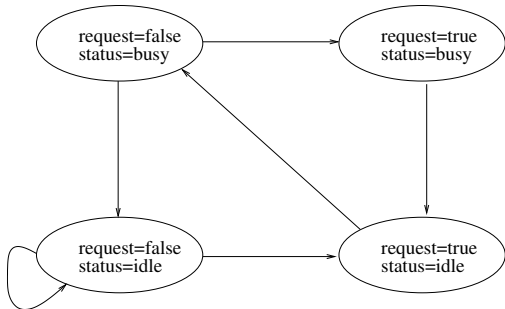 request=false
status=busy
request=true
status=busy
request=false
status=idle
request=true
status=idle